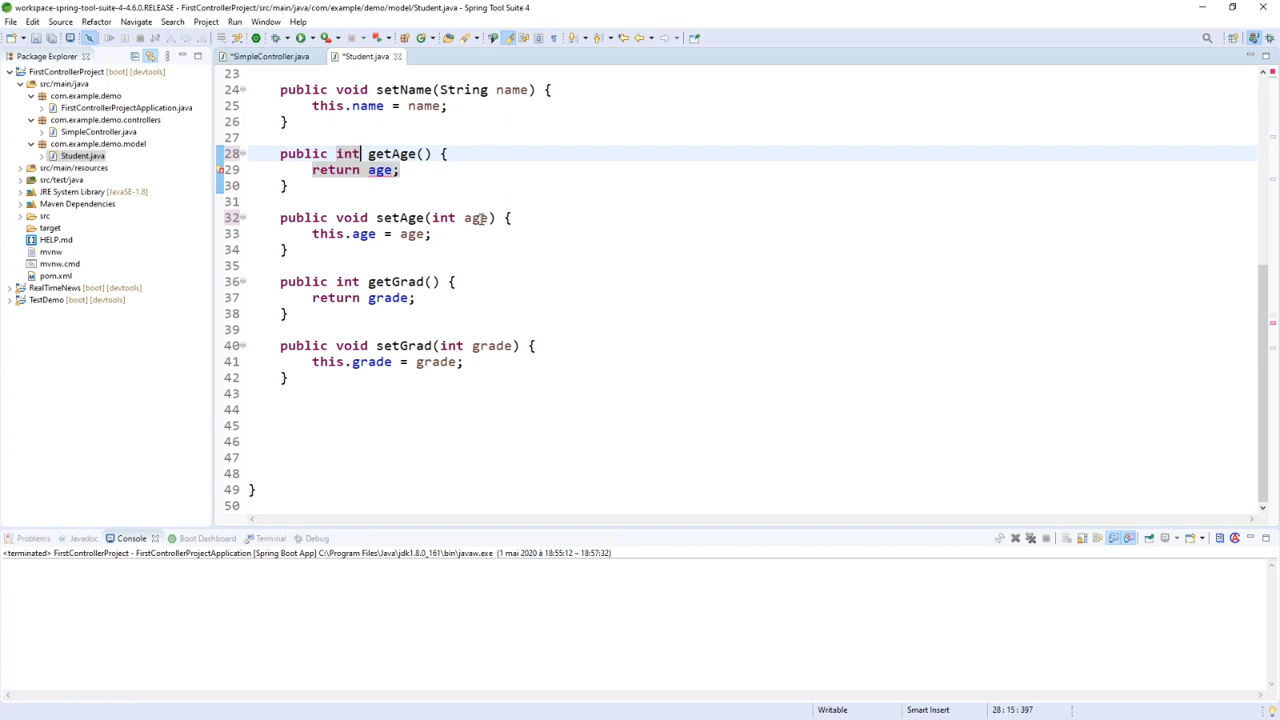 workspace-spring-tool-suite-4-4.6.0.RELEASE - FirstControllerProject/src/main/java/com/example/demo/model/Student.java - Spring Tool Suite 4
File Edit Source Refactor Navigate Search Project Run Window Help
Package Explorer
*SimpleController.java
*Student.java
FirstControllerProject [boot] [devtools]
src/main/java
com.example.demo
FirstControllerProjectApplication.java
com.example.demo.controllers
SimpleController.java
com.example.demo.model
Student.java
src/main/resources
src/test/java
JRE System Library [JavaSE-1.8]
Maven Dependencies
src
target
HELP.md
mvnw
mvnw.cmd
pom.xml
RealTimeNews [boot] [devtools]
TestDemo [boot] [devtools]
23
24 public void setName(String name) {
25 this.name = name;
26 }
27
28 public int getAge() {
29 return age;
30 }
31
32 public void setAge(int age) {
33 this.age = age;
34 }
35
36 public int getGrad() {
37 return grade;
38 }
39
40 public void setGrad(int grade) {
41 this.grade = grade;
42 }
43
44
45
46
47
48
49 }
50
Problems Javadoc Console Boot Dashboard Terminal Debug
<terminated> FirstControllerProject - FirstControllerProjectApplication [Spring Boot App] C:\Program Files\Java\jdk1.8.0_161\bin\javaw.exe (1 mai 2020 à 18:55:12 – 18:57:32)
Writable Smart Insert 28 : 15 : 397